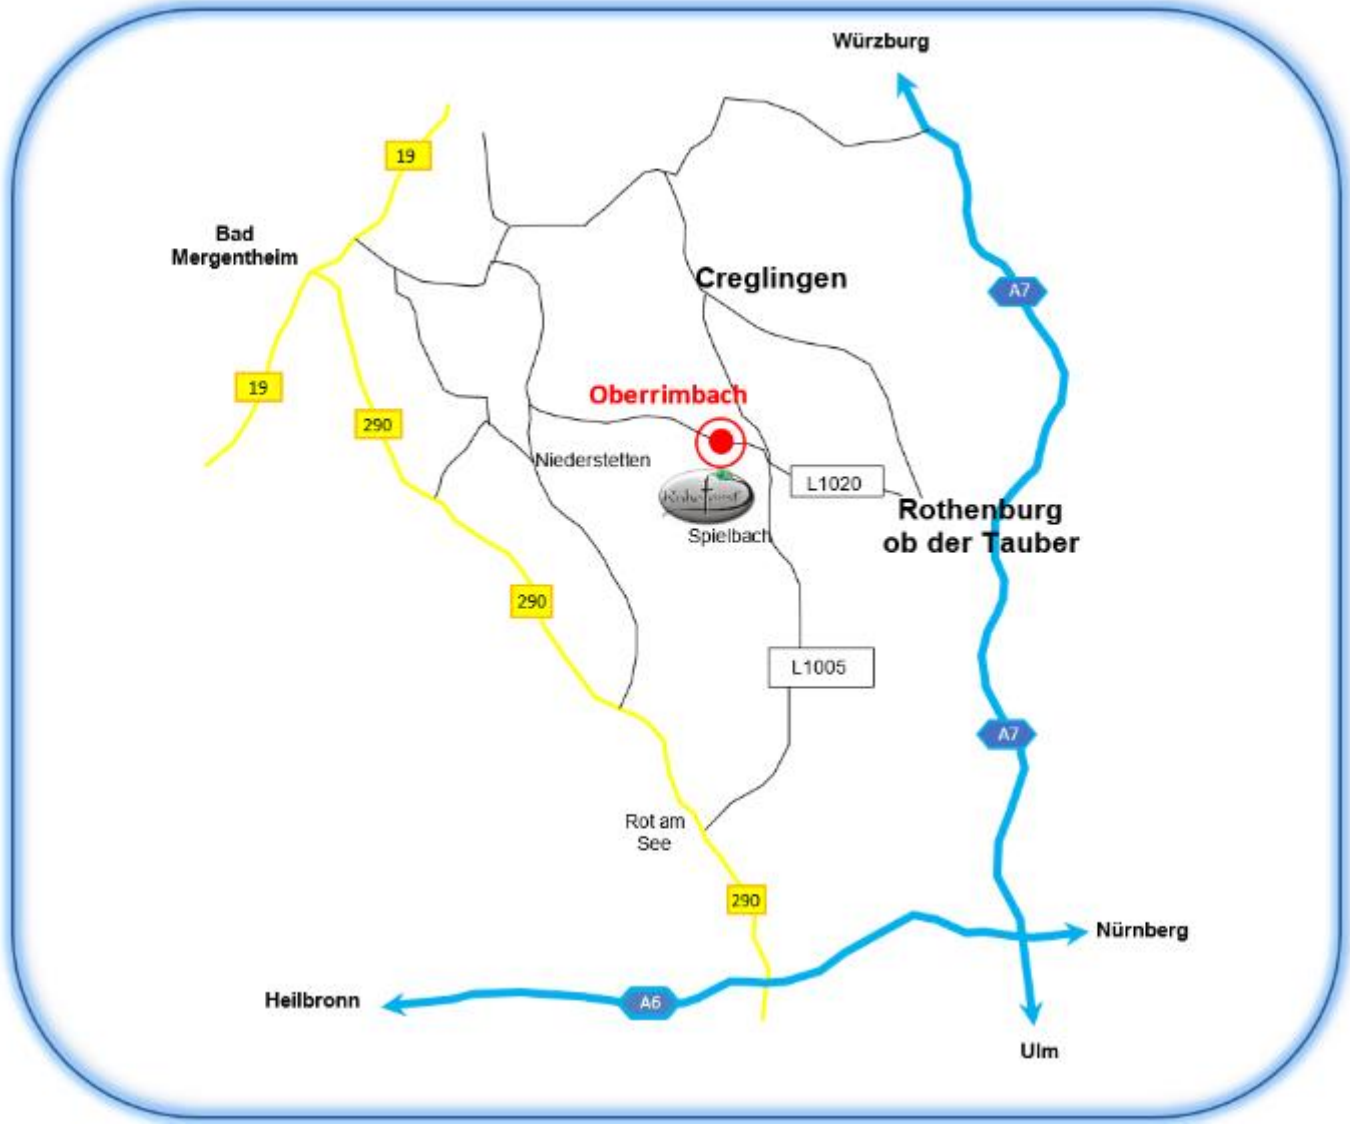 Würzburg
19
Bad
Mergentheim
Creglingen
A7
19
Oberrimbach
290
Niederstetten
L1020
Rothenburg
ob der Tauber
Spielbach
290
L1005
A7
Rot am
See
290
Nürnberg
Heilbronn
A6
Ulm